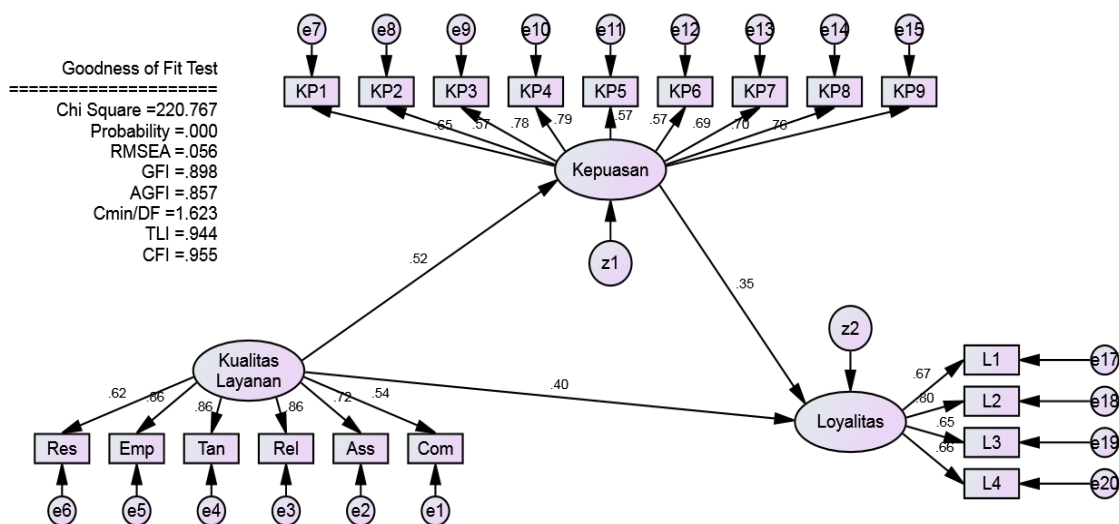 e7 e8 e9 e10 e11 e12 e13 e14 e15
Goodness of Fit Test
=====================
Chi Square =220.767
Probability =.000
RMSEA =.056
GFI =.898
AGFI =.857
Cmin/DF =1.623
TLI =.944
CFI =.955
KP1 KP2 KP3 KP4 KP5 KP6 KP7 KP8 KP9
.65 .57 .78 .79 .57 .57 .69 .70 .76
Kepuasan
z1
.52
.35
z2
Kualitas
Layanan
.40
Loyalitas
.62 .86 .86 .86 .72 .54
Res Emp Tan Rel Ass Com
e6 e5 e4 e3 e2 e1
.67 L1 e17
.80 L2 e18
.65 L3 e19
.66 L4 e20